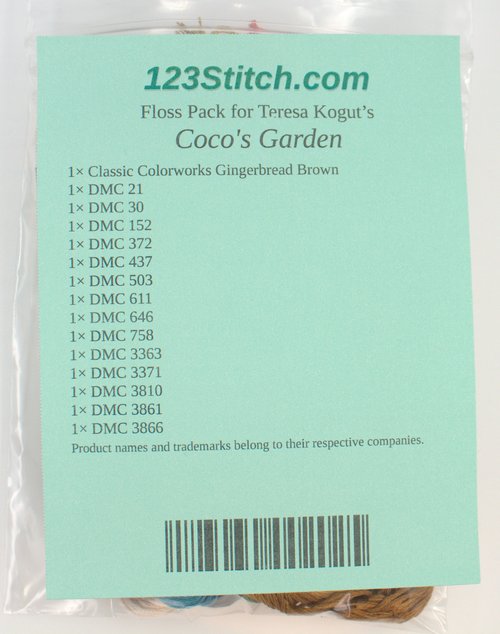 123Stitch.com
Floss Pack for Teresa Kogut's
Coco's Garden
1× Classic Colorworks Gingerbread Brown
1× DMC 21
1× DMC 30
1× DMC 152
1× DMC 372
1× DMC 437
1× DMC 503
1× DMC 611
1× DMC 646
1× DMC 758
1× DMC 3363
1× DMC 3371
1× DMC 3810
1× DMC 3861
1× DMC 3866
Product names and trademarks belong to their respective companies.